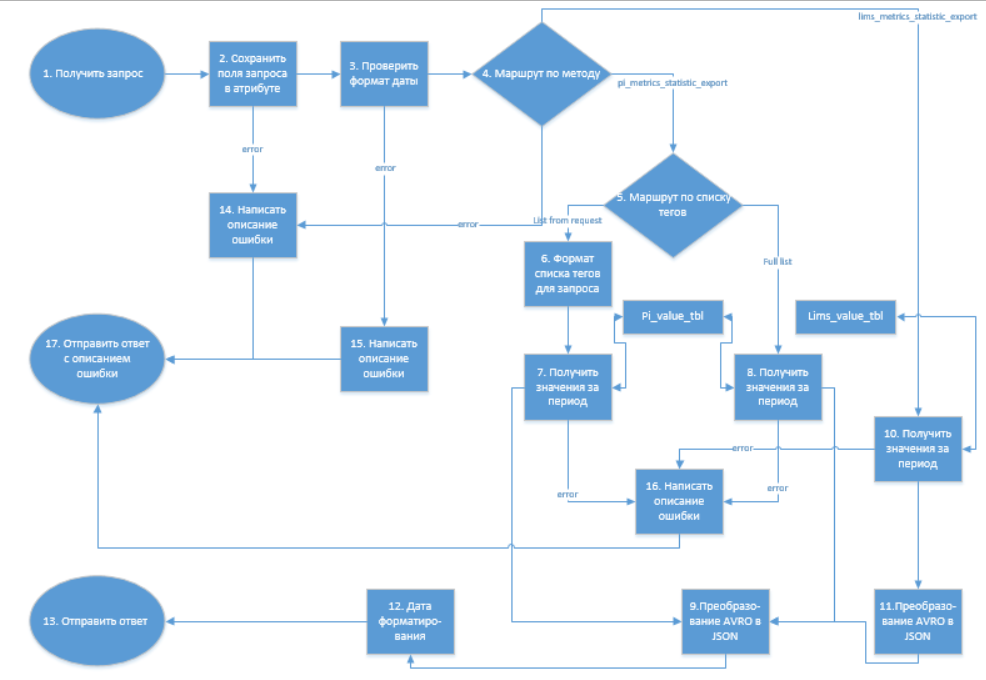 lims_metrics_statistic_export
1. Получить запрос
2. Сохранить
поля запроса
в атрибуте
3. Проверить
формат даты
4. Маршрут по методу
pi_metrics_statistic_export
error
error
14. Написать
описание
ошибки
error
5. Маршрут по списку
тегов
List from request
Full list
6. Формат
списка тегов
для запроса
Pi_value_tbl
Lims_value_tbl
17. Отправить ответ
с описанием
ошибки
15. Написать
описание
ошибки
7. Получить
значения за
период
8. Получить
значения за
период
10. Получить
значения за
период
error
16. Написать
описание
ошибки
error
error
13. Отправить ответ
12. Дата
форматиро-
вания
9.Преобразо-
вание AVRO в
JSON
11.Преобразо-
вание AVRO в
JSON